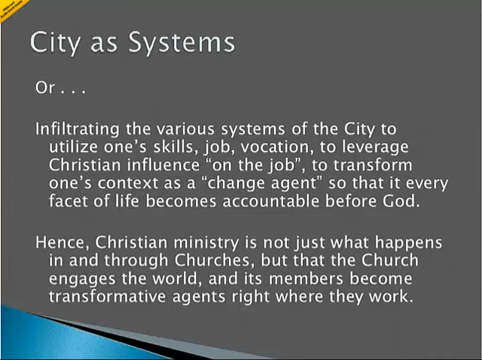 City as Systems
Or . . .
Infiltrating the various systems of the City to
utilize one's skills, job, vocation, to leverage
Christian influence "on the job", to transform
one's context as a "change agent" so that it every
facet of life becomes accountable before God.
Hence, Christian ministry is not just what happens
in and through Churches, but that the Church
engages the world, and its members become
transformative agents right where they work.